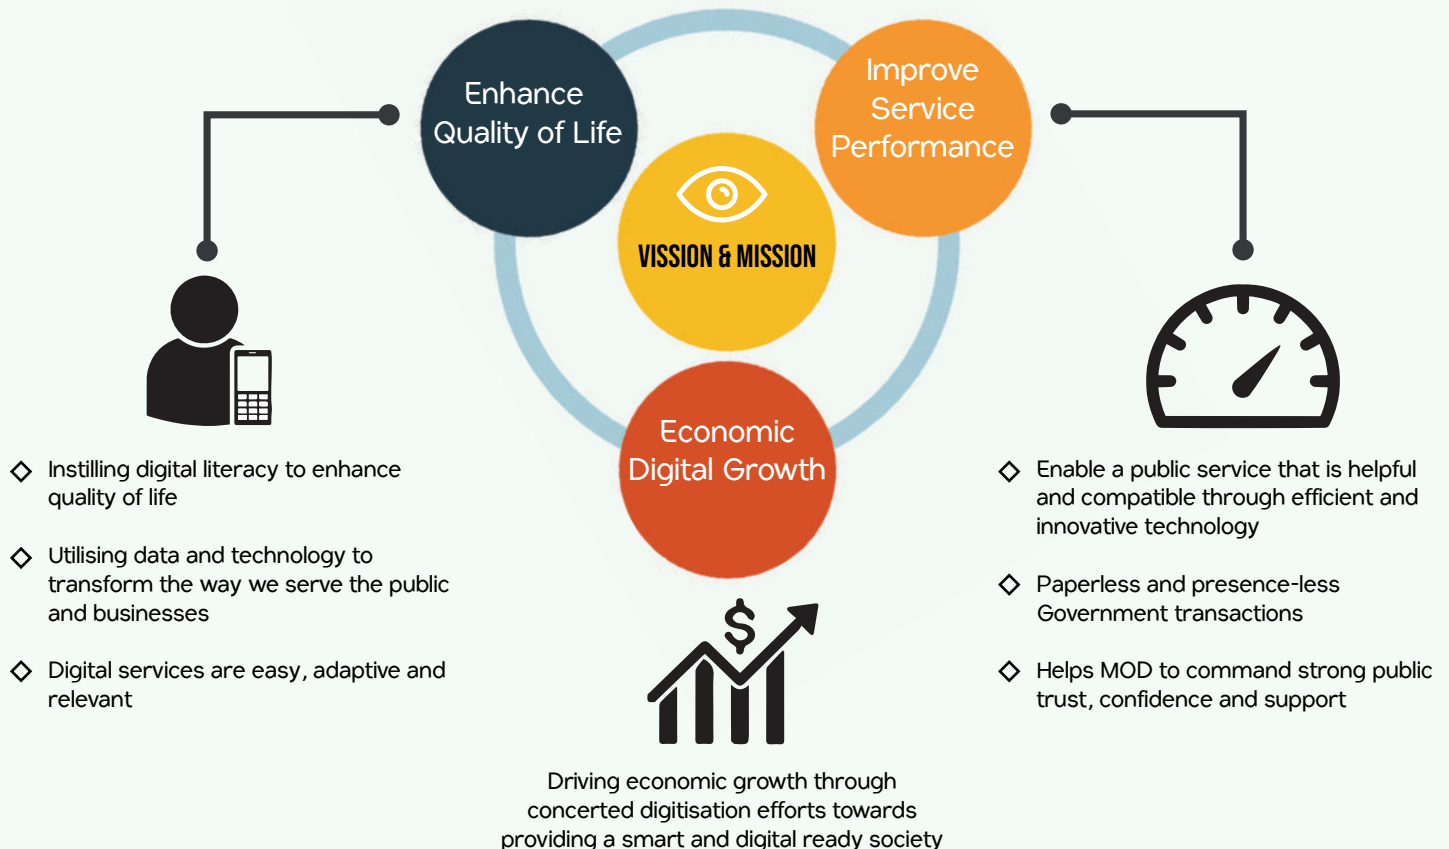 Enhance
Quality of Life
Improve
Service
Performance
VISSION & MISSION
Economic
Digital Growth
Instilling digital literacy to enhance
quality of life
Utilising data and technology to
transform the way we serve the public
and businesses
Digital services are easy, adaptive and
relevant
$
Driving economic growth through
concerted digitisation efforts towards
providing a smart and digital ready society
Enable a public service that is helpful
and compatible through efficient and
innovative technology
Paperless and presence-less
Government transactions
Helps MOD to command strong public
trust, confidence and support